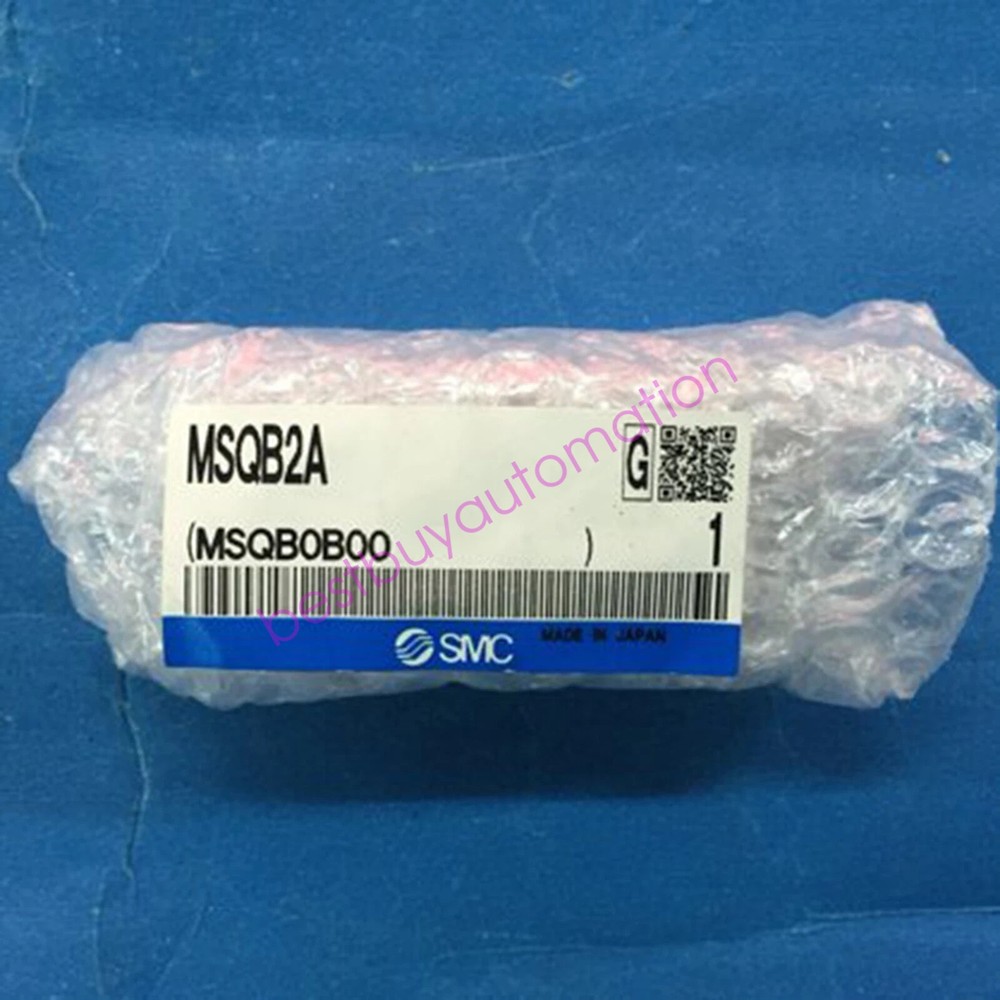 MSQB2A
G
(MSQB0B00 ) 1
SMC MADE IN JAPAN
bestbuyautomation